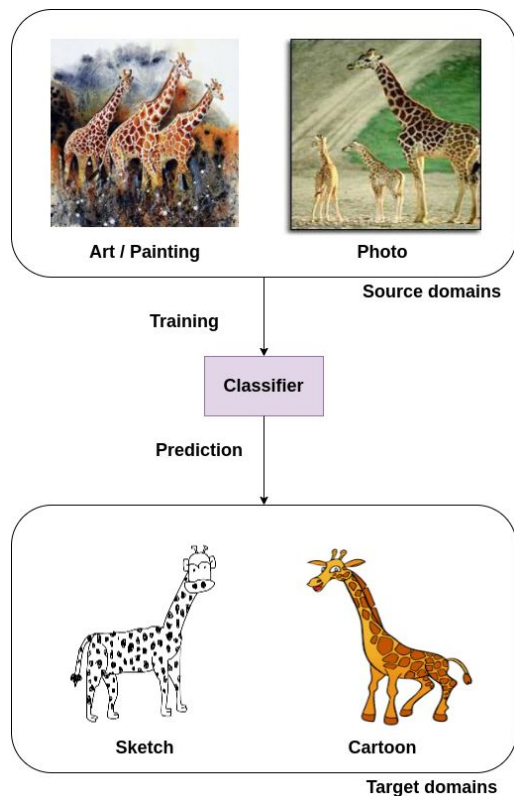 Art / Painting
Photo
Source domains
Training
Classifier
Prediction
Sketch
Cartoon
Target domains